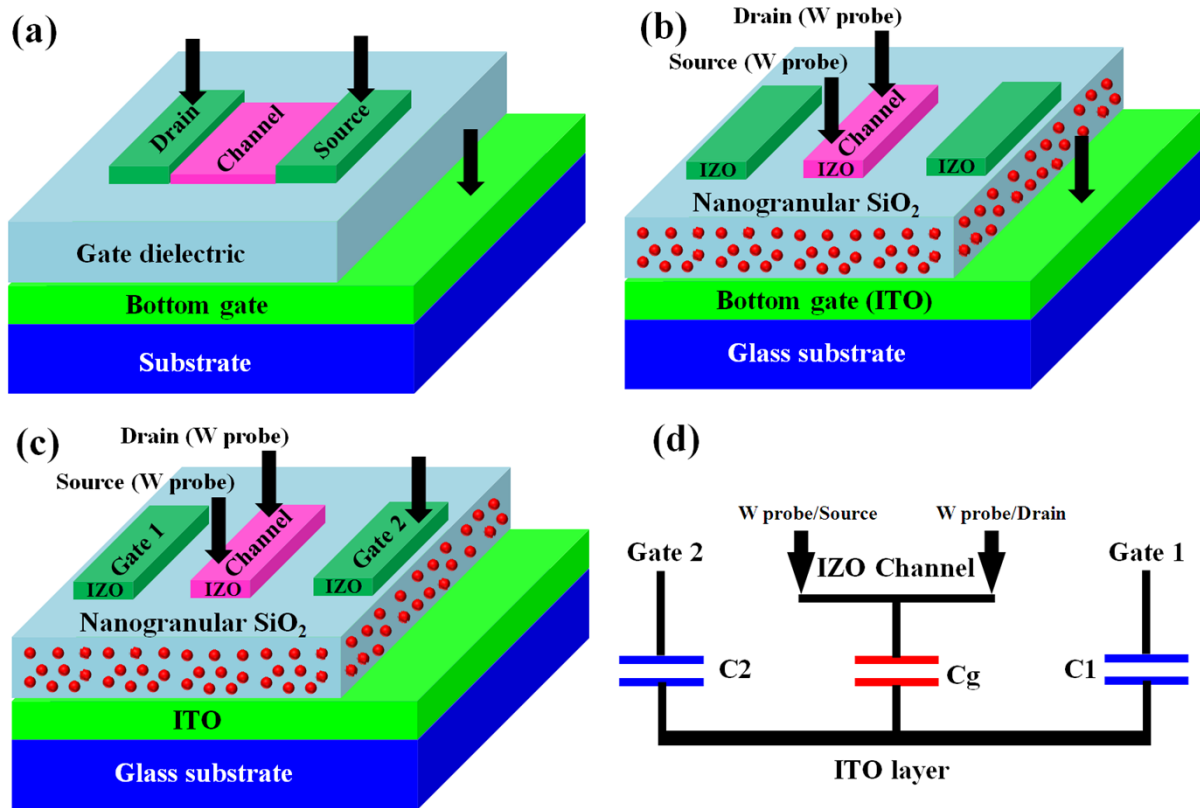 (a)
Drain
Channel
Source
Gate dielectric
Bottom gate
Substrate
(b)
Drain (W probe)
Source (W probe)
Channel
IZO
IZO
IZO
Nanogranular SiO₂
Bottom gate (ITO)
Glass substrate
(c)
Drain (W probe)
Source (W probe)
Gate 1
Channel
Gate 2
IZO
IZO
IZO
Nanogranular SiO₂
ITO
Glass substrate
(d)
W probe/Source
W probe/Drain
Gate 2
IZO Channel
Gate 1
C2
Cg
C1
ITO layer